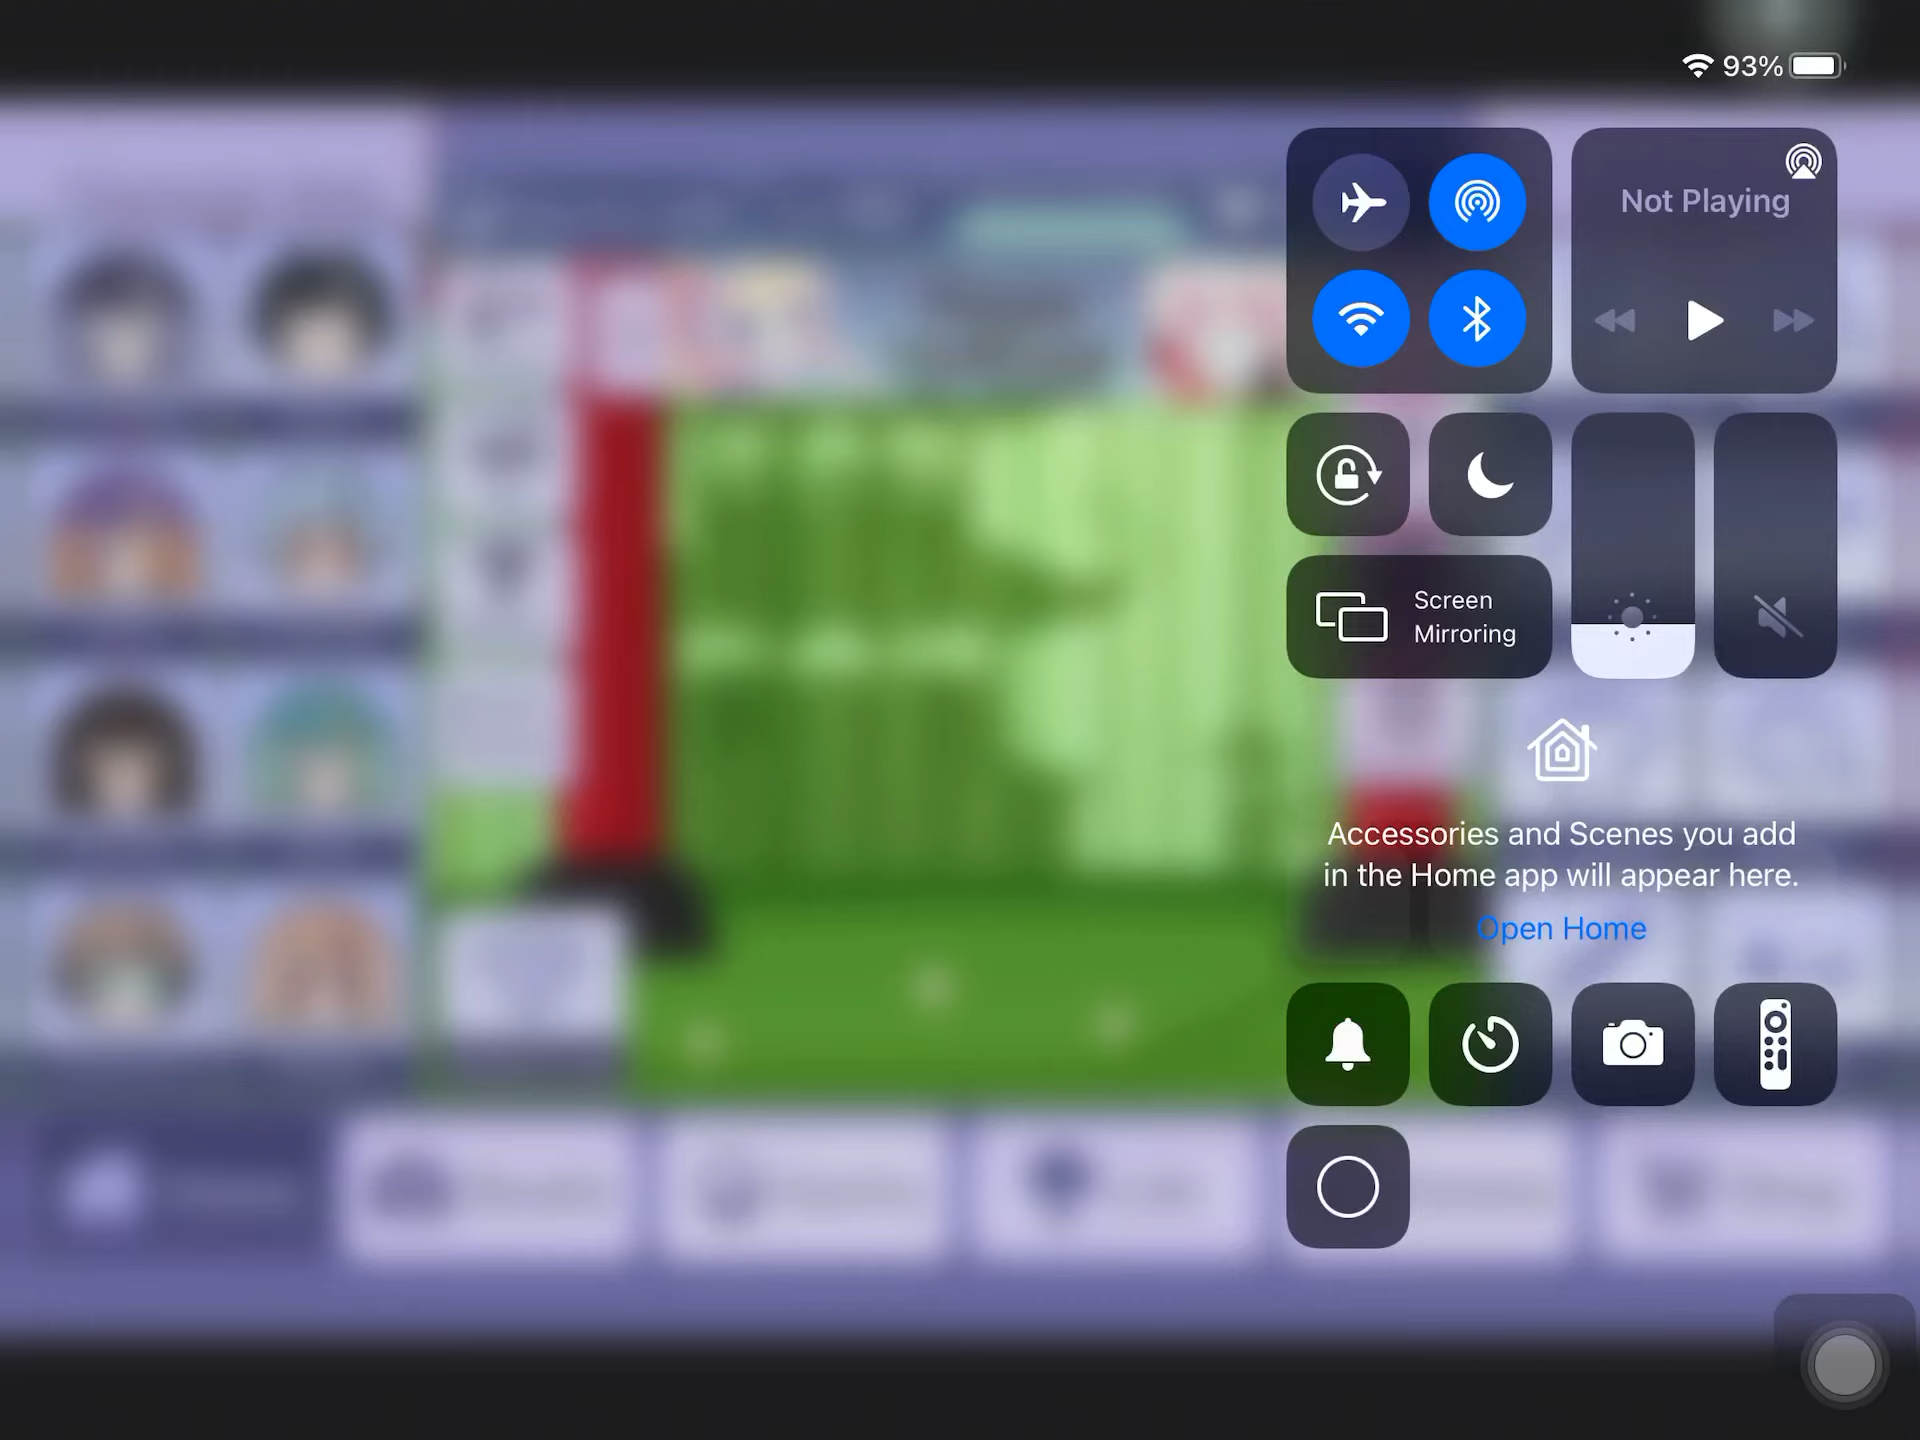 93%
Not Playing
Screen
Mirroring
Accessories and Scenes you add
in the Home app will appear here.
Open Home